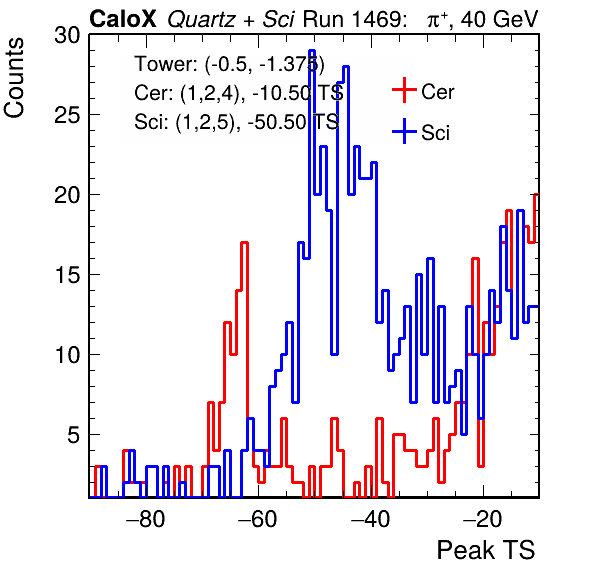 CaloX Quartz + Sci Run 1469: π+, 40 GeV
Counts
30
25
20
15
10
5
Tower: (-0.5, -1.375)
Cer: (1,2,4), -10.50 TS
Sci: (1,2,5), -50.50 TS
Cer
Sci
−80 −60 −40 −20
Peak TS